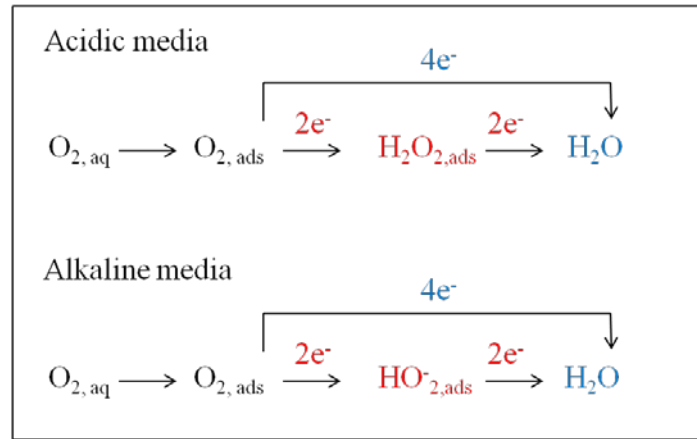 Acidic media
4e⁻
2e⁻ 2e⁻
O₂, aq → O₂, ads → H₂O₂,ads → H₂O
Alkaline media
4e⁻
2e⁻ 2e⁻
O₂, aq → O₂, ads → HO⁻₂,ads → H₂O